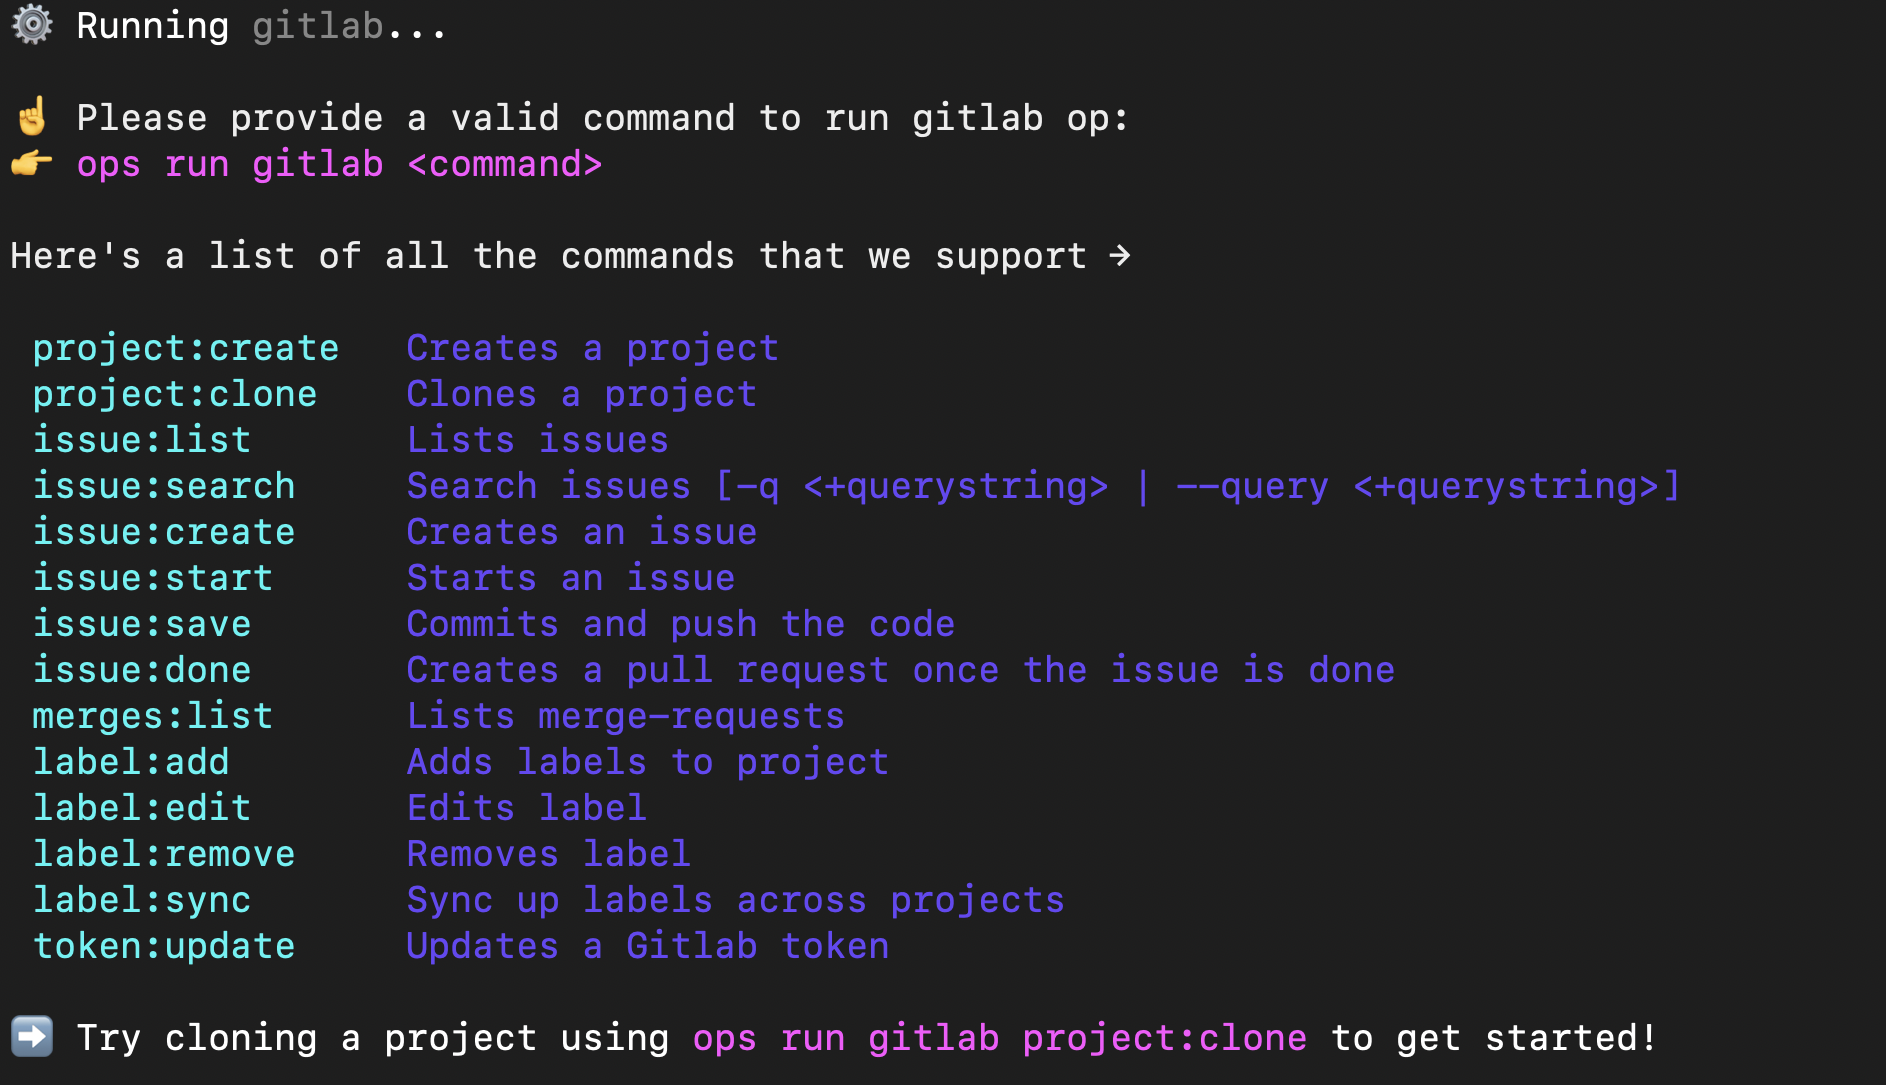 ⚙️ Running gitlab...
☝️ Please provide a valid command to run gitlab op:
👉 ops run gitlab <command>
Here's a list of all the commands that we support →
project:create   Creates a project
project:clone    Clones a project
issue:list       Lists issues
issue:search     Search issues [-q <+querystring> | --query <+querystring>]
issue:create     Creates an issue
issue:start      Starts an issue
issue:save       Commits and push the code
issue:done       Creates a pull request once the issue is done
merges:list      Lists merge-requests
label:add        Adds labels to project
label:edit       Edits label
label:remove     Removes label
label:sync       Sync up labels across projects
token:update     Updates a Gitlab token
➡️ Try cloning a project using ops run gitlab project:clone to get started!